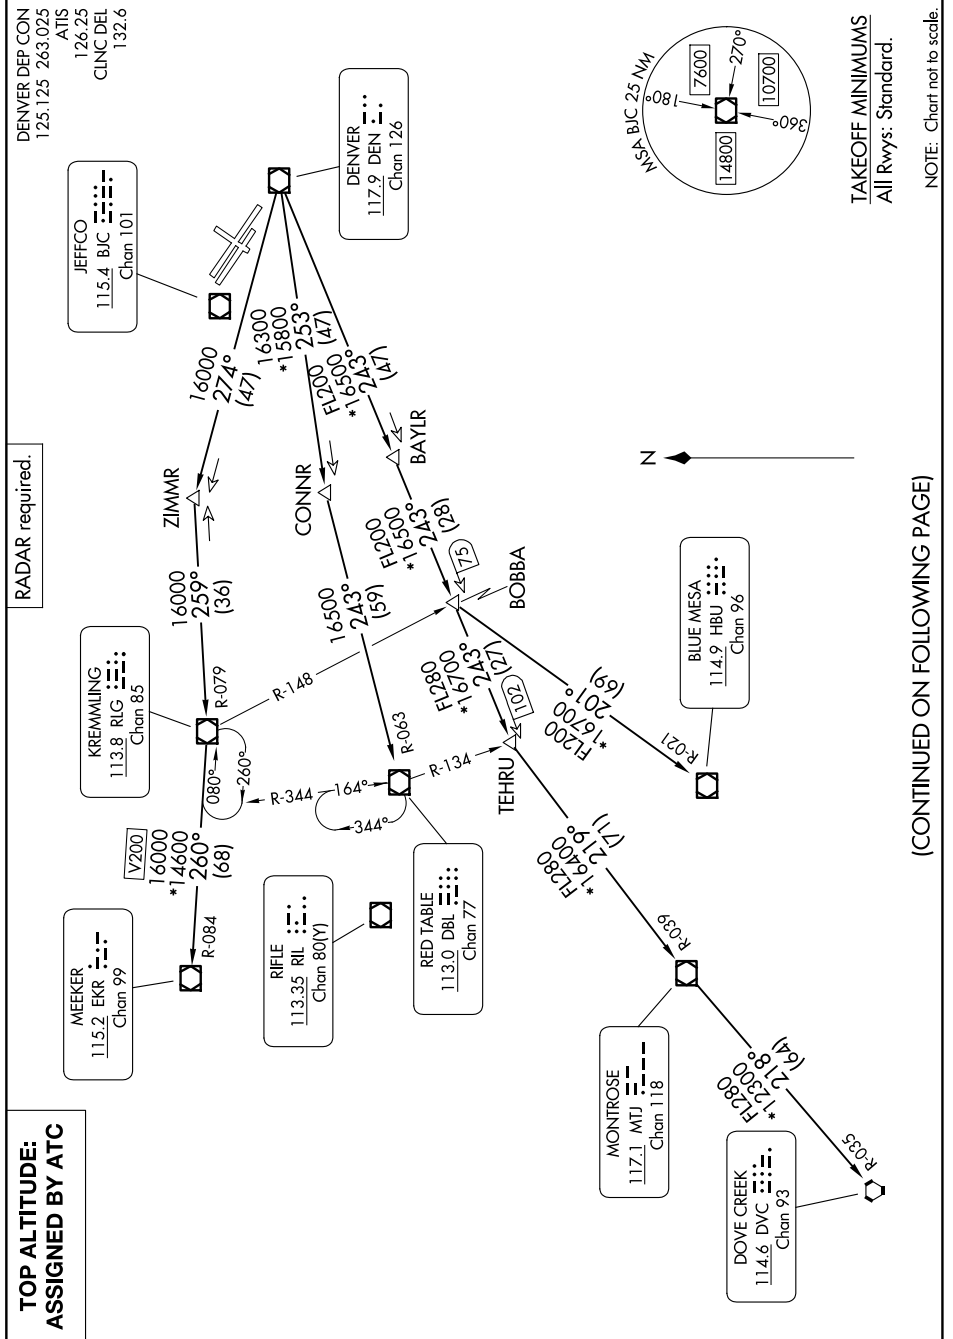 TOP ALTITUDE:
ASSIGNED BY ATC
RADAR required.
DENVER DEP CON
125.125 263.025
ATIS
126.25
CLNC DEL
132.6
MEEKER
115.2 EKR
Chan 99
KREMMLING
113.8 RLG
Chan 85
JEFFCO
115.4 BJC
Chan 101
V200
16000
*14600
260°
(68)
R-084
080°
260°
R-079
16000
259°
(36)
ZIMMR
16000
274°
(47)
RIFLE
113.35 RIL
Chan 80(Y)
R-344
164°
344°
R-148
R-063
16500
243°
(59)
CONNR
16300
*15800
253°
(47)
DENVER
117.9 DEN
Chan 126
RED TABLE
113.0 DBL
Chan 77
R-134
TEHRU
102
FL280
*16700
243°
(27)
BOBBA
75
FL200
*16500
243°
(28)
BAYLR
FL200
*16500
243°
(47)
FL200
*16700
201°
(69)
R-021
BLUE MESA
114.9 HBU
Chan 96
FL280
*16400
219°
(71)
R-039
MONTROSE
117.1 MTJ
Chan 118
FL280
*12300
218°
(64)
R-035
DOVE CREEK
114.6 DVC
Chan 93
N
MSA BJC 25 NM
180°
7600
270°
10700
360°
14800
TAKEOFF MINIMUMS
All Rwys: Standard.
(CONTINUED ON FOLLOWING PAGE)
NOTE: Chart not to scale.